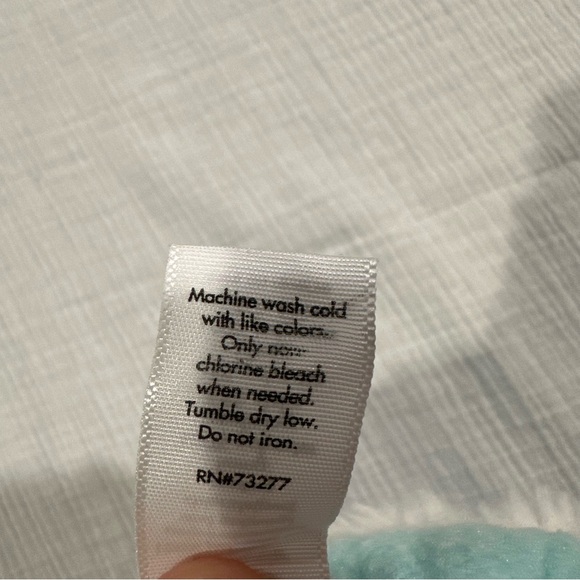 Machine wash cold
with like colors.
Only non-
chlorine bleach
when needed.
Tumble dry low.
Do not iron.
RN#73277